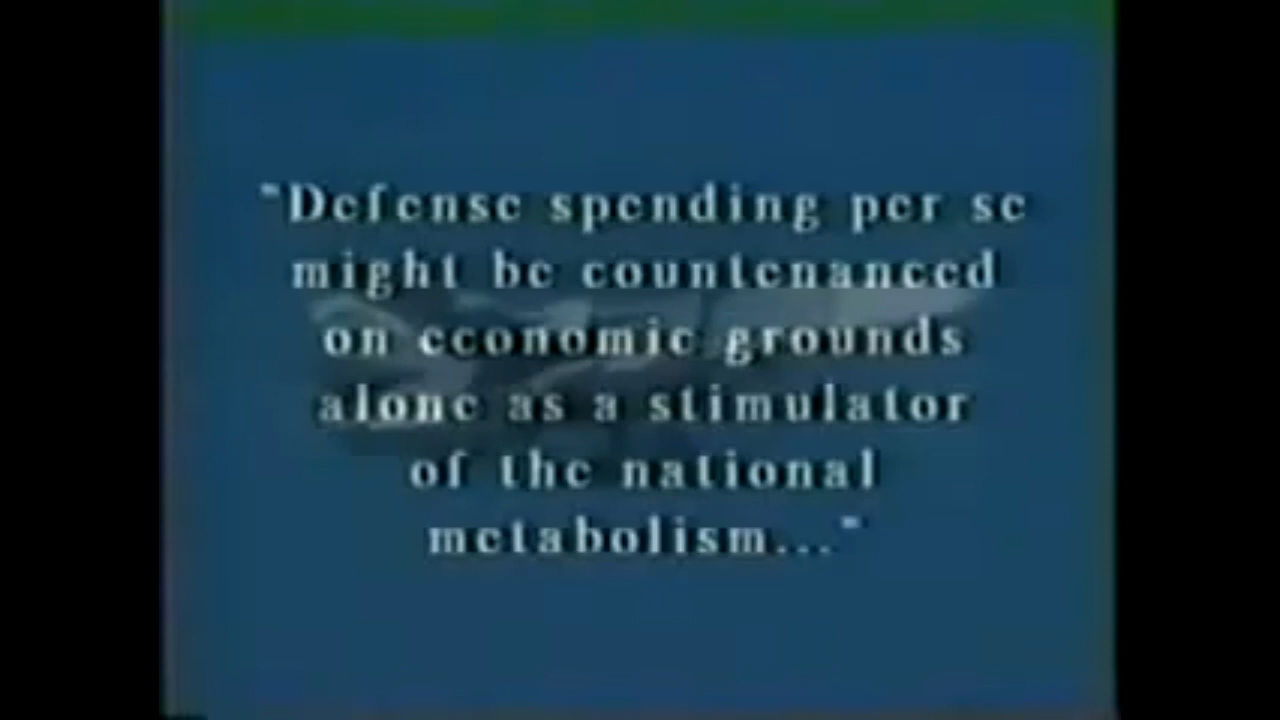 "Defense spending per se
might be countenanced
on economic grounds
alone as a stimulator
of the national
metabolism..."